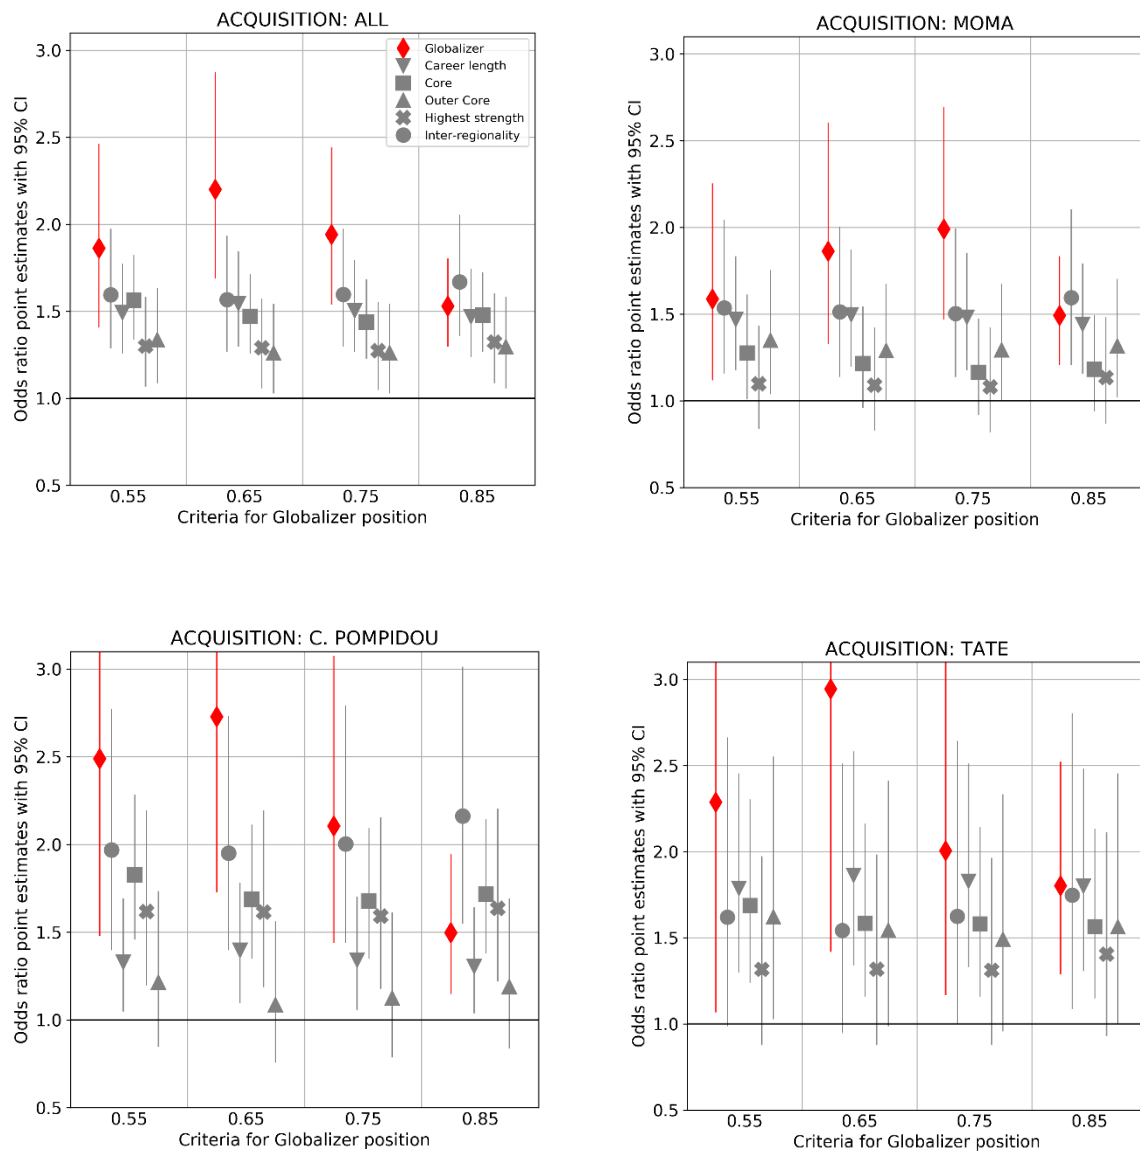 ACQUISITION: ALL
Odds ratio point estimates with 95% CI
3.0
2.5
2.0
1.5
1.0
0.5
Globalizer
Career length
Core
Outer Core
Highest strength
Inter-regionality
0.55 0.65 0.75 0.85
Criteria for Globalizer position
ACQUISITION: MOMA
Odds ratio point estimates with 95% CI
3.0
2.5
2.0
1.5
1.0
0.5
0.55 0.65 0.75 0.85
Criteria for Globalizer position
ACQUISITION: C. POMPIDOU
Odds ratio point estimates with 95% CI
3.0
2.5
2.0
1.5
1.0
0.5
0.55 0.65 0.75 0.85
Criteria for Globalizer position
ACQUISITION: TATE
Odds ratio point estimates with 95% CI
3.0
2.5
2.0
1.5
1.0
0.5
0.55 0.65 0.75 0.85
Criteria for Globalizer position